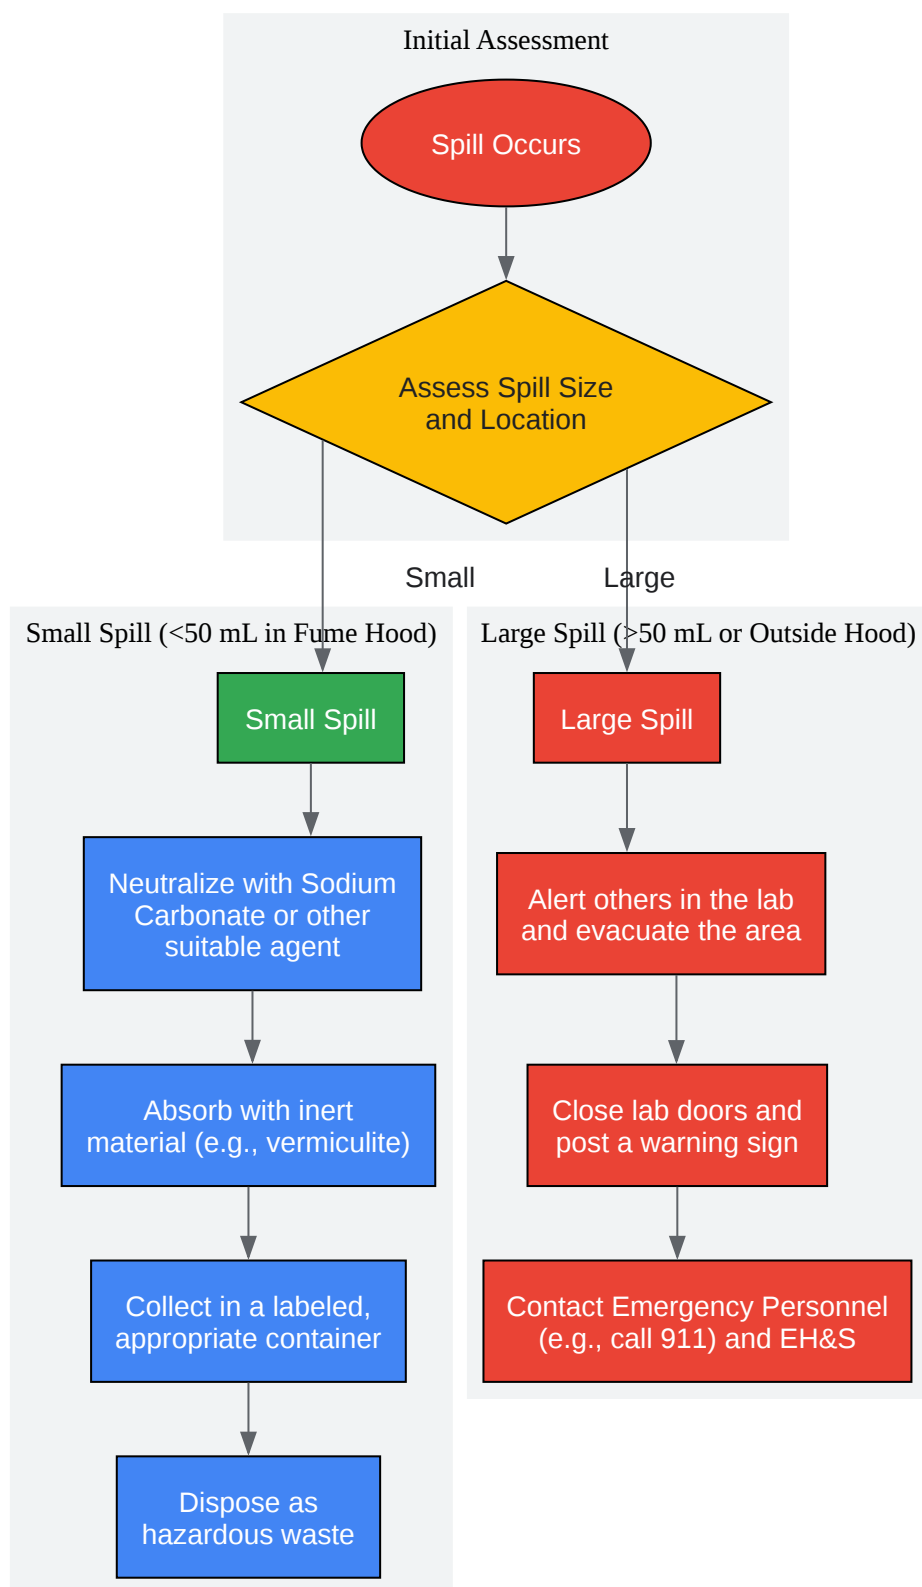 Initial Assessment
Spill Occurs
Assess Spill Size
and Location
Small
Large
Small Spill (<50 mL in Fume Hood)
Small Spill
Neutralize with Sodium
Carbonate or other
suitable agent
Absorb with inert
material (e.g., vermiculite)
Collect in a labeled,
appropriate container
Dispose as
hazardous waste
Large Spill (>50 mL or Outside Hood)
Large Spill
Alert others in the lab
and evacuate the area
Close lab doors and
post a warning sign
Contact Emergency Personnel
(e.g., call 911) and EH&S